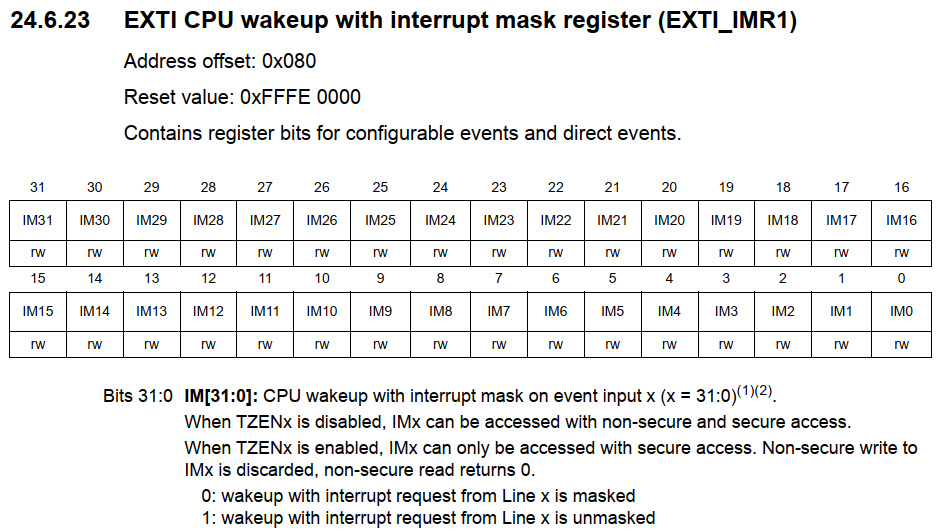 24.6.23 EXTI CPU wakeup with interrupt mask register (EXTI_IMR1)
Address offset: 0x080
Reset value: 0xFFFE 0000
Contains register bits for configurable events and direct events.
31 30 29 28 27 26 25 24 23 22 21 20 19 18 17 16
IM31 IM30 IM29 IM28 IM27 IM26 IM25 IM24 IM23 IM22 IM21 IM20 IM19 IM18 IM17 IM16
rw rw rw rw rw rw rw rw rw rw rw rw rw rw rw rw
15 14 13 12 11 10 9 8 7 6 5 4 3 2 1 0
IM15 IM14 IM13 IM12 IM11 IM10 IM9 IM8 IM7 IM6 IM5 IM4 IM3 IM2 IM1 IM0
rw rw rw rw rw rw rw rw rw rw rw rw rw rw rw rw
Bits 31:0 IM[31:0]: CPU wakeup with interrupt mask on event input x (x = 31:0)(1)(2).
When TZENx is disabled, IMx can be accessed with non-secure and secure access.
When TZENx is enabled, IMx can only be accessed with secure access. Non-secure write to
IMx is discarded, non-secure read returns 0.
0: wakeup with interrupt request from Line x is masked
1: wakeup with interrupt request from Line x is unmasked